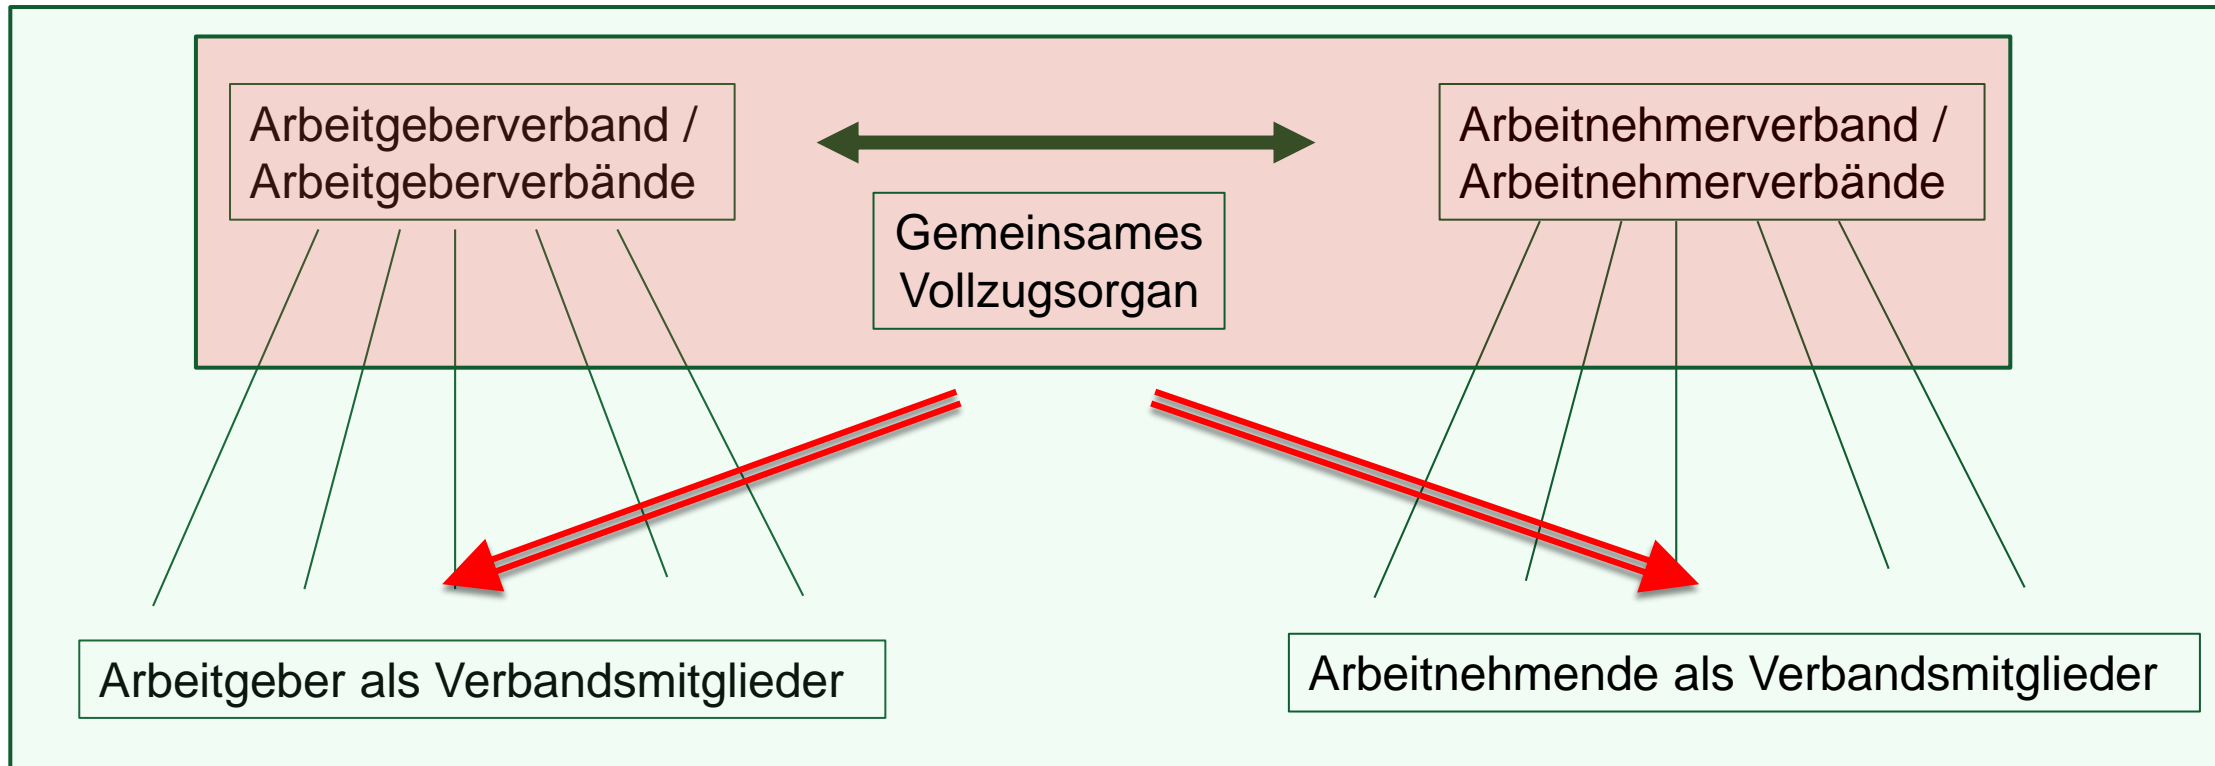 Arbeitgeberverband /
Arbeitgeberverbände
Arbeitnehmerverband /
Arbeitnehmerverbände
Gemeinsames
Vollzugsorgan
Arbeitgeber als Verbandsmitglieder
Arbeitnehmende als Verbandsmitglieder